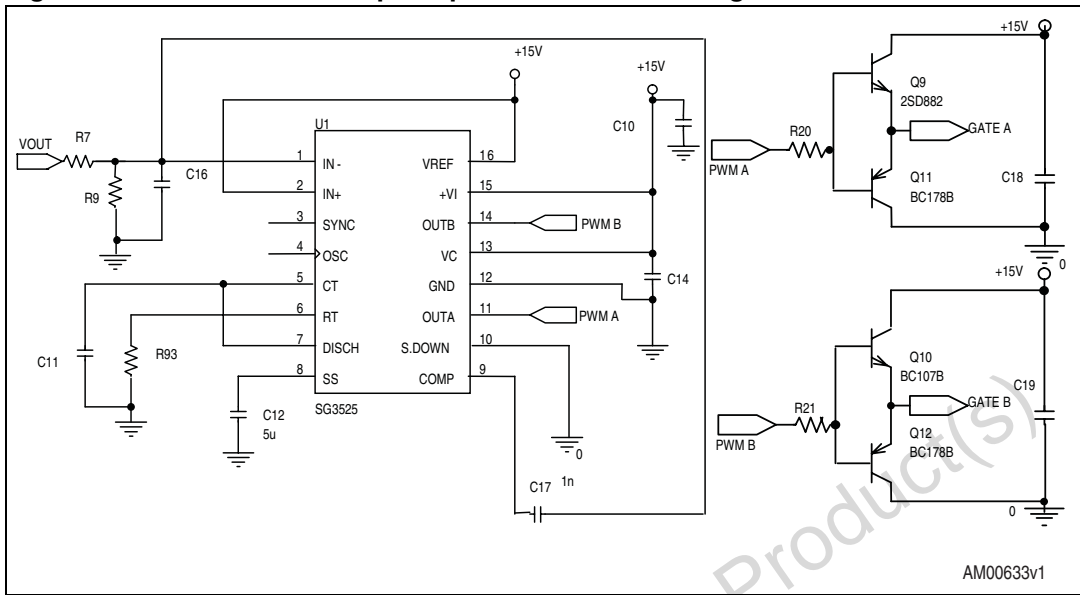 +15V
+15V
+15V
U1
C10
Q9
2SD882
VOUT
R7
R20
GATE A
1
IN -
VREF
16
C16
PWM A
2
IN+
+VI
15
R9
Q11
BC178B
C18
3
SYNC
OUTB
14
PWM B
4
OSC
VC
13
0
5
CT
GND
12
C14
+15V
6
RT
OUTA
11
PWM A
C11
R93
7
DISCH
S.DOWN
10
Q10
BC107B
8
SS
COMP
9
C19
SG3525
C12
5u
R21
GATE B
PWM B
Q12
BC178B
0
C17
1n
0
Product(s)
AM00633v1